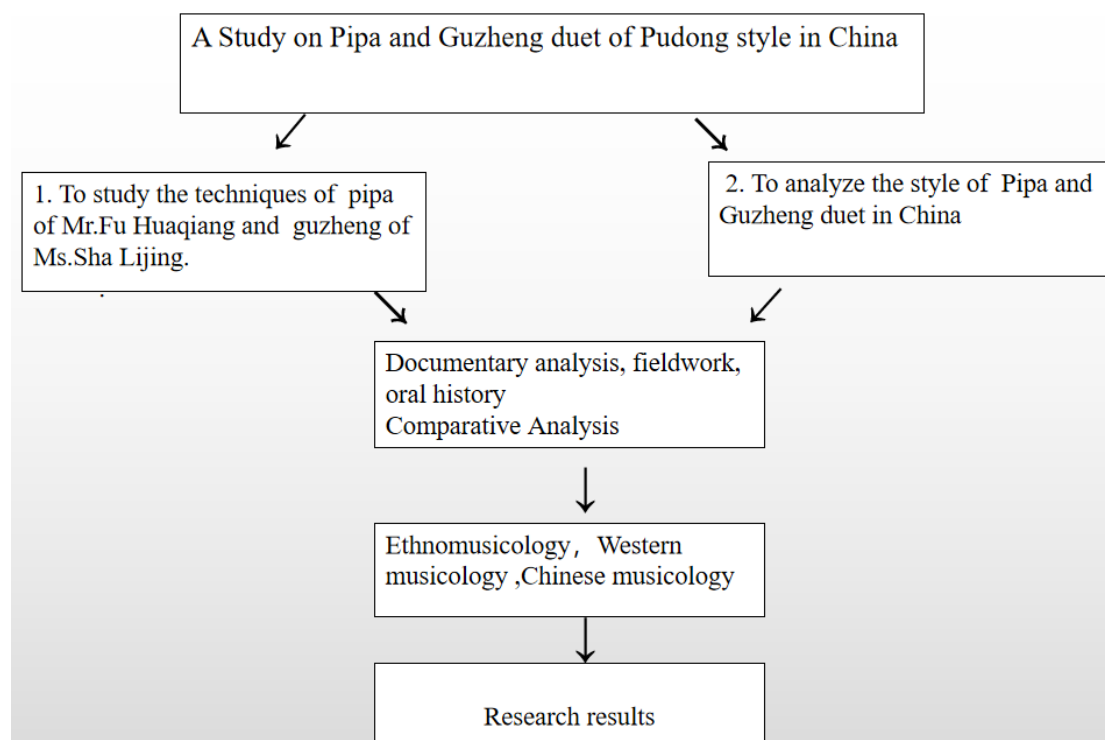 A Study on Pipa and Guzheng duet of Pudong style in China
1. To study the techniques of pipa
of Mr.Fu Huaqiang and guzheng of
Ms.Sha Lijing.
2. To analyze the style of Pipa and
Guzheng duet in China
Documentary analysis, fieldwork,
oral history
Comparative Analysis
Ethnomusicology, Western
musicology ,Chinese musicology
Research results